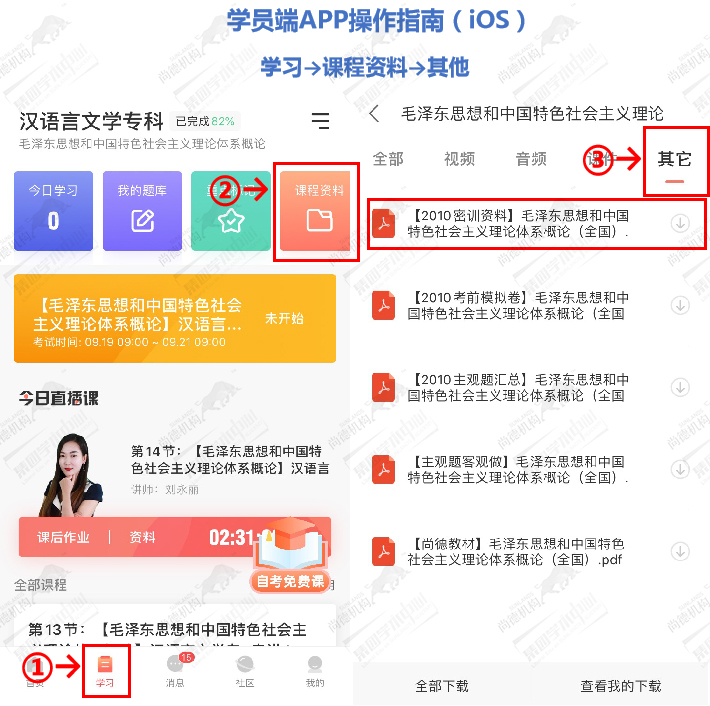 学员端APP操作指南（iOS）
学习→课程资料→其他
汉语言文学专科 已完成82%
毛泽东思想和中国特色社会主义理论体系概论
今日学习
0
我的题库
②→
课程资料
【毛泽东思想和中国特色社会
主义理论体系概论】汉语言...
未开始
考试时间: 09.19 09:00 ~ 09.21 09:00
今日直播课
第14节：【毛泽东思想和中国特
色社会主义理论体系概论】汉语言
讲师：刘永丽
课后作业
资料
02:31
自考免费课
全部课程
第13节：【毛泽东思想和中国特色社会主
①→
首页
学习
消息
15
社区
我的
毛泽东思想和中国特色社会主义理论
全部
视频
音频
课件
③→
其它
【2010密训资料】毛泽东思想和中国
特色社会主义理论体系概论（全国）.
【2010考前模拟卷】毛泽东思想和中
国特色社会主义理论体系概论（全国
【2010主观题汇总】毛泽东思想和中
国特色社会主义理论体系概论（全国
【主观题客观做】毛泽东思想和中国
特色社会主义理论体系概论（全国）.
【尚德教材】毛泽东思想和中国特色
社会主义理论体系概论（全国）.pdf
全部下载
查看我的下载
尚德机构